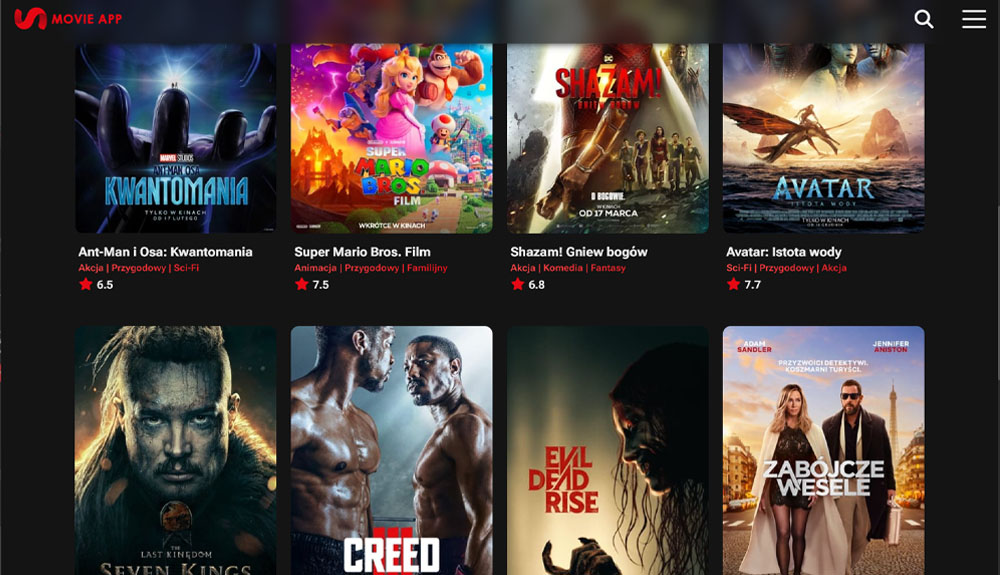 MOVIE APP
MARVEL STUDIOS
ANT-MAN OSA:
KWANTOMANIA
TYLKO W KINACH
OD 17 LUTEGO
SUPER
MARIO
BROS.
FILM
WKRÓTCE W KINACH
DC
SHAZAM!
GNIEW BOGÓW
O BOGOWIE.
W KINACH
OD 17 MARCA
AVATAR
ISTOTA WODY
TYLKO W KINACH
Ant-Man i Osa: Kwantomania
Akcja | Przygodowy | Sci-Fi
6.5
Super Mario Bros. Film
Animacja | Przygodowy | Familijny
7.5
Shazam! Gniew bogów
Akcja | Komedia | Fantasy
6.8
Avatar: Istota wody
Sci-Fi | Przygodowy | Akcja
7.7
THE
LAST KINGDOM
SEVEN KINGS
CREED
III
EVIL
DEAD
RISE
ADAM
SANDLER
JENNIFER
ANISTON
PRZYZWOICI DETEKTYWI.
KOSZMARNI TURYŚCI.
ZABÓJCZE
WESELE